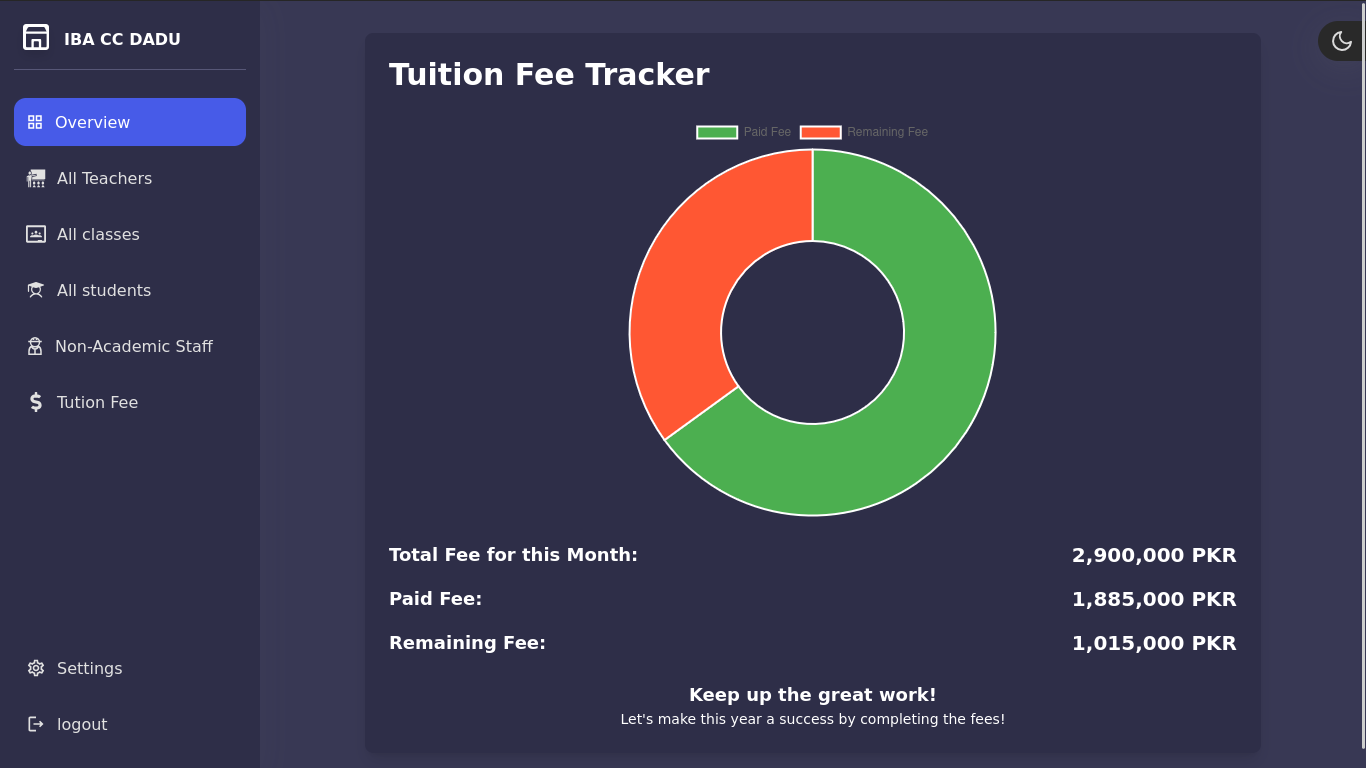 IBA CC DADU
Overview
All Teachers
All classes
All students
Non-Academic Staff
Tution Fee
Settings
logout
Tuition Fee Tracker
Paid Fee Remaining Fee
Total Fee for this Month: 2,900,000 PKR
Paid Fee: 1,885,000 PKR
Remaining Fee: 1,015,000 PKR
Keep up the great work!
Let's make this year a success by completing the fees!